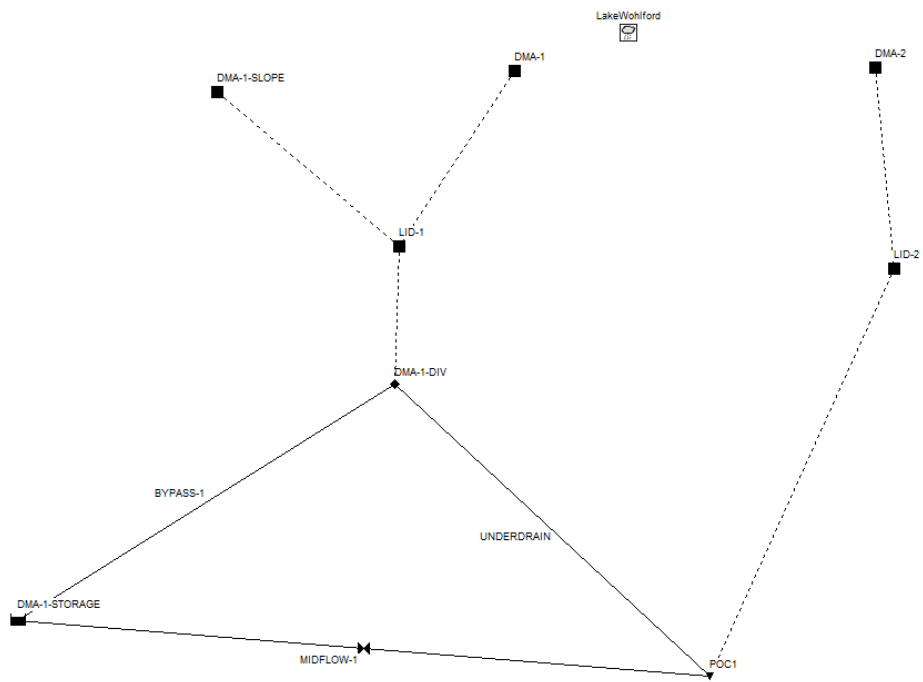 LakeWohlford
DMA-1-SLOPE
DMA-1
DMA-2
LID-1
LID-2
DMA-1-DIV
BYPASS-1
UNDERDRAIN
DMA-1-STORAGE
MIDFLOW-1
POC1